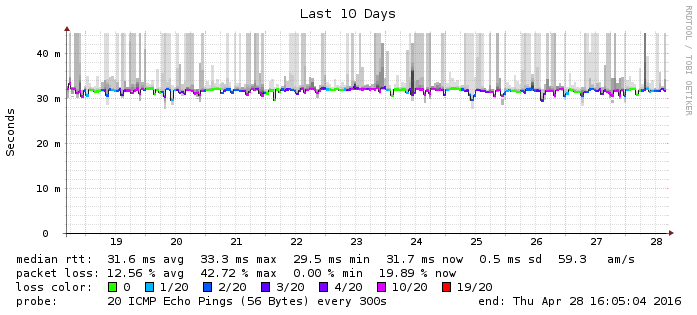 Last 10 Days
RRDTOOL / TOBI OETIKER
Seconds
40 m
30 m
20 m
10 m
0
19 20 21 22 23 24 25 26 27 28
median rtt: 31.6 ms avg 33.3 ms max 29.5 ms min 31.7 ms now 0.5 ms sd 59.3 am/s
packet loss: 12.56 % avg 42.72 % max 0.00 % min 19.89 % now
loss color: 0 1/20 2/20 3/20 4/20 10/20 19/20
probe: 20 ICMP Echo Pings (56 Bytes) every 300s end: Thu Apr 28 16:05:04 2016